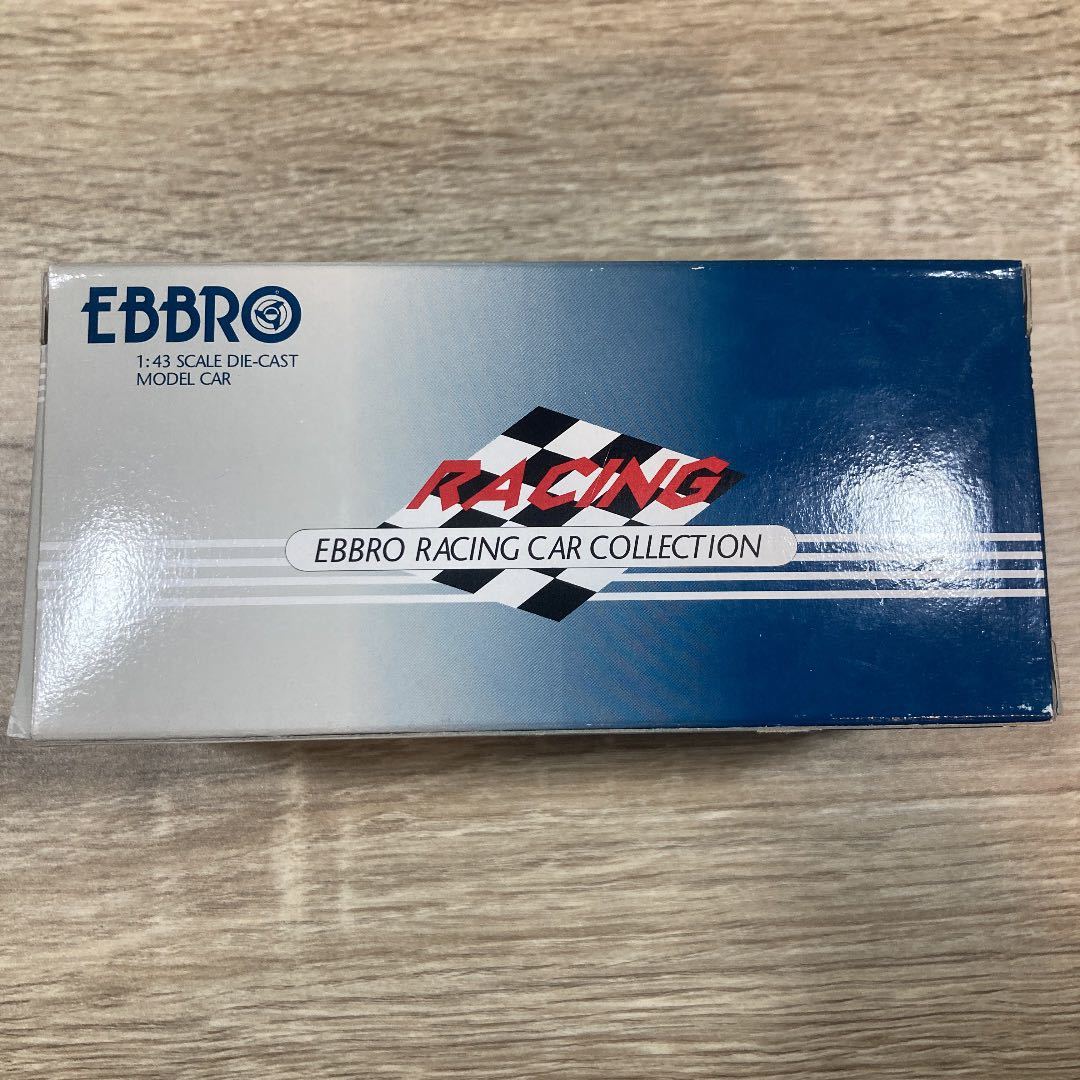 EBBRO
1:43 SCALE DIE-CAST
MODEL CAR
RACING
EBBRO RACING CAR COLLECTION